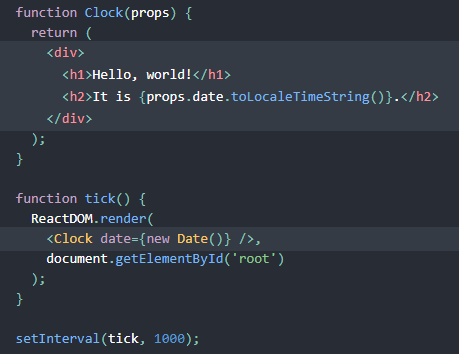 function Clock(props) {
  return (
    <div>
      <h1>Hello, world!</h1>
      <h2>It is {props.date.toLocaleTimeString()}.</h2>
    </div>
  );
}

function tick() {
  ReactDOM.render(
    <Clock date={new Date()} />,
    document.getElementById('root')
  );
}

setInterval(tick, 1000);